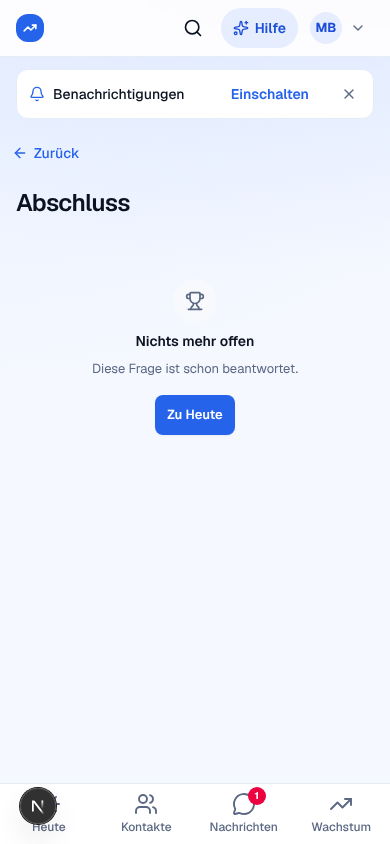 Hilfe
MB
Benachrichtigungen
Einschalten
Zurück
Abschluss
Nichts mehr offen
Diese Frage ist schon beantwortet.
Zu Heute
N
1
Heute
Kontakte
Nachrichten
Wachstum